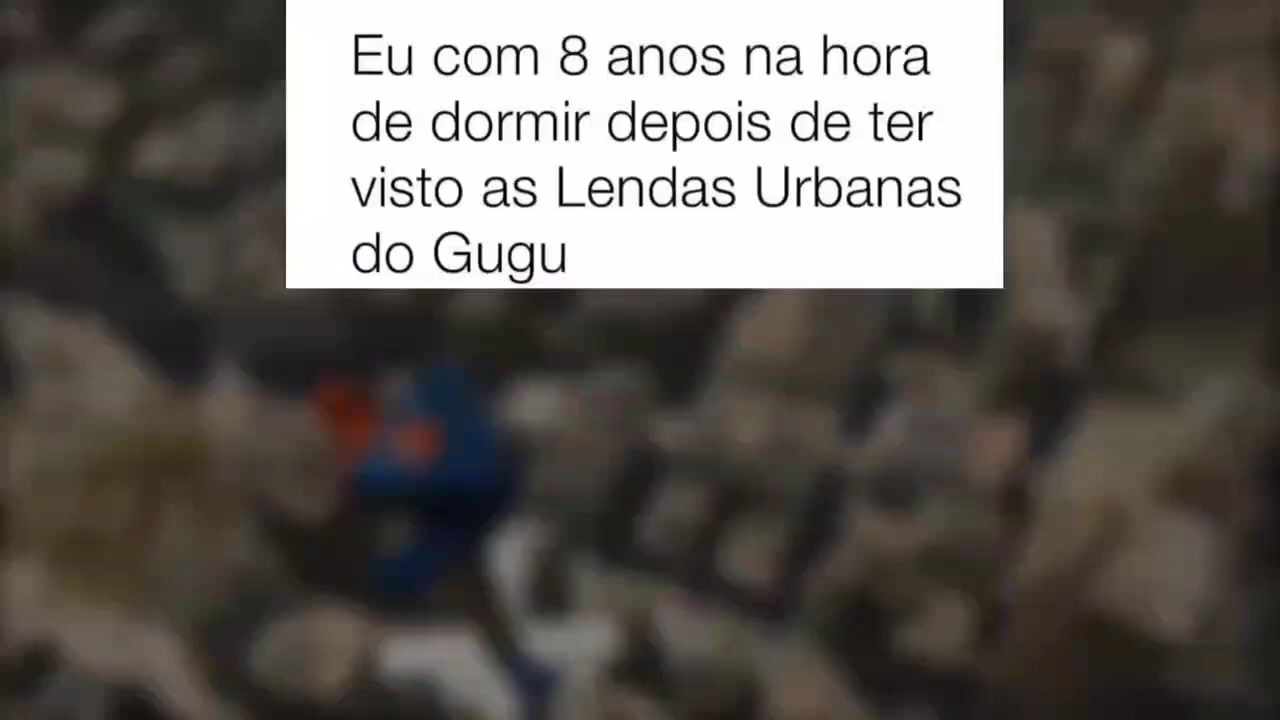 Eu com 8 anos na hora
de dormir depois de ter
visto as Lendas Urbanas
do Gugu